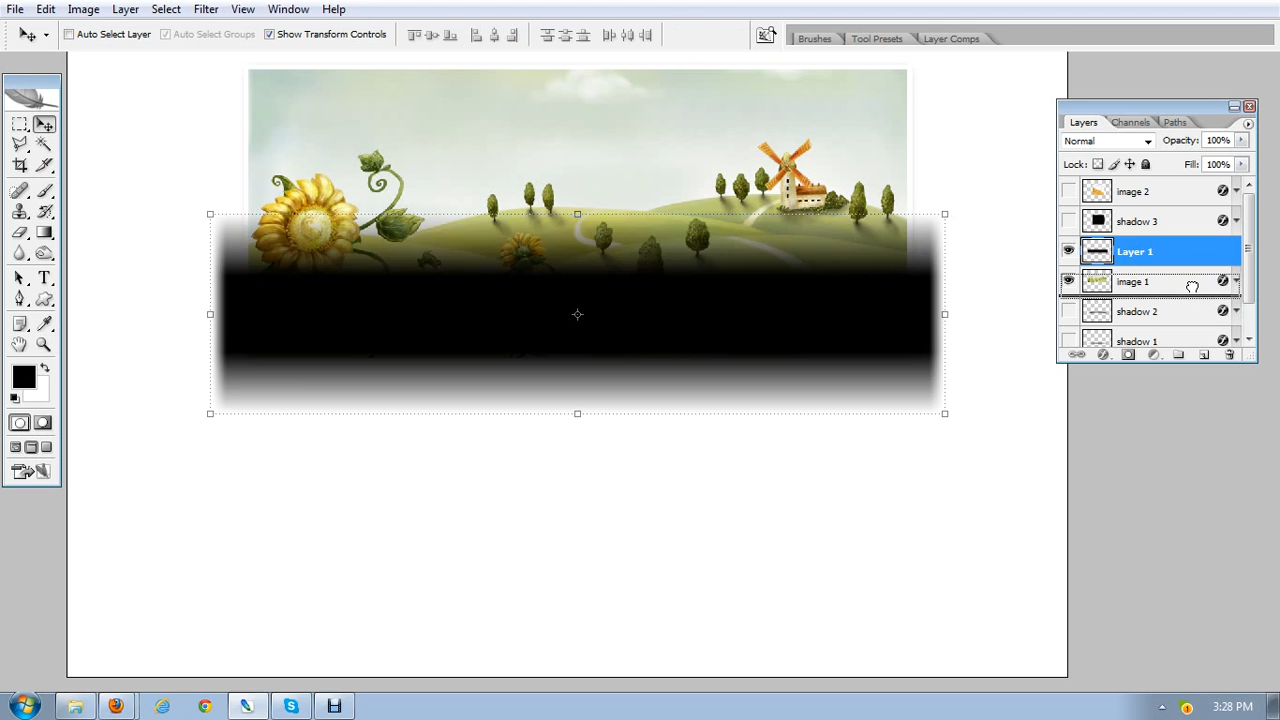 File Edit Image Layer Select Filter View Window Help
Auto Select Layer Auto Select Groups Show Transform Controls
Brushes Tool Presets Layer Comps
Layers Channels Paths
Normal Opacity: 100%
Lock: Fill: 100%
image 2
shadow 3
Layer 1
image 1
shadow 2
shadow 1
T
3:28 PM